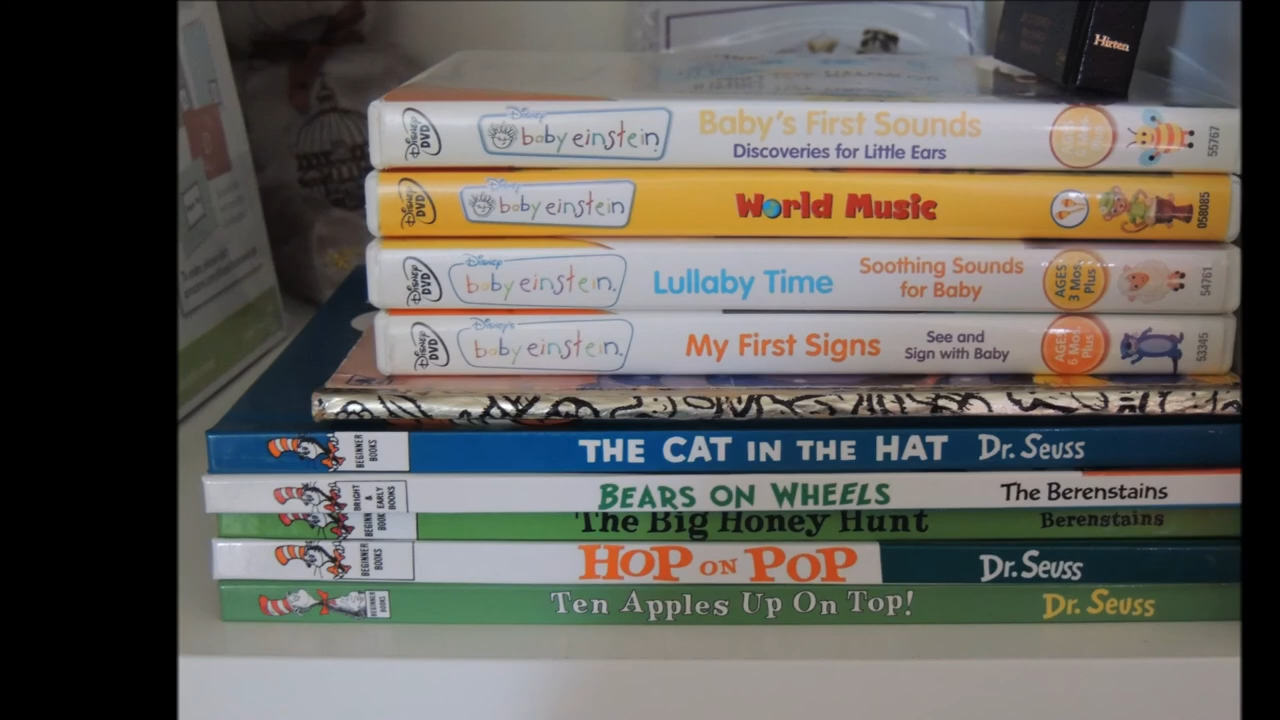 Hirten
Disney DVD
Disney
baby einstein
Baby's First Sounds
Discoveries for Little Ears
55767
Disney DVD
Disney
baby einstein
World Music
058085
Disney DVD
Disney
baby einstein.
Lullaby Time
Soothing Sounds
for Baby
AGES
3 Mos.
Plus
54761
Disney DVD
Disney's
baby einstein.
My First Signs
See and
Sign with Baby
AGES
6 Mos.
Plus
53345
BEGINNER
BOOKS
THE CAT IN THE HAT Dr. Seuss
BRIGHT
&
EARLY
BOOKS
BEARS ON WHEELS The Berenstains
The Big Honey Hunt Berenstains
BEGINNER
BOOKS
HOP ON POP Dr. Seuss
BEGINNER
BOOKS
Ten Apples Up On Top! Dr. Seuss